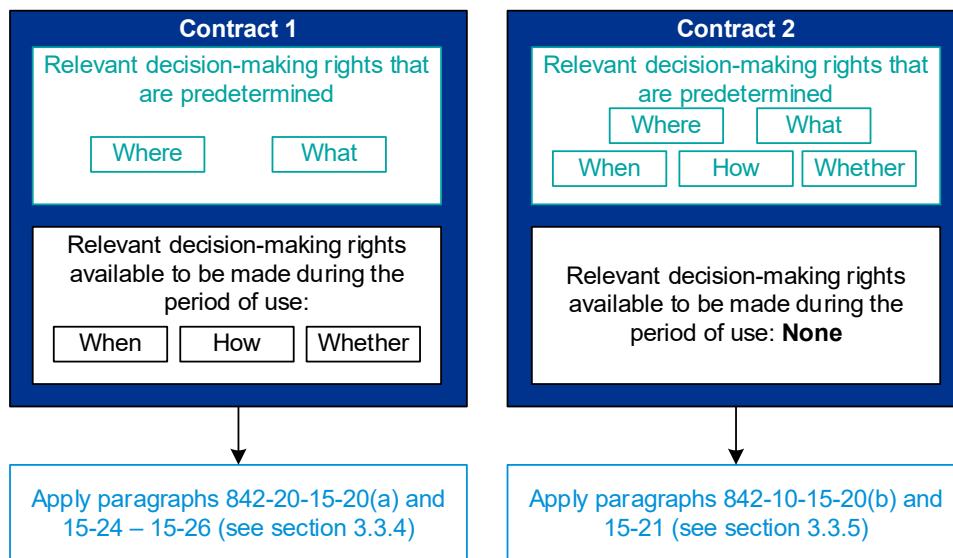 Contract 1
Relevant decision-making rights that
are predetermined
Where
What
Relevant decision-making rights
available to be made during the
period of use:
When
How
Whether
Apply paragraphs 842-20-15-20(a) and
15-24 – 15-26 (see section 3.3.4)
Contract 2
Relevant decision-making rights that
are predetermined
Where
What
When
How
Whether
Relevant decision-making rights
available to be made during the
period of use: None
Apply paragraphs 842-10-15-20(b) and
15-21 (see section 3.3.5)